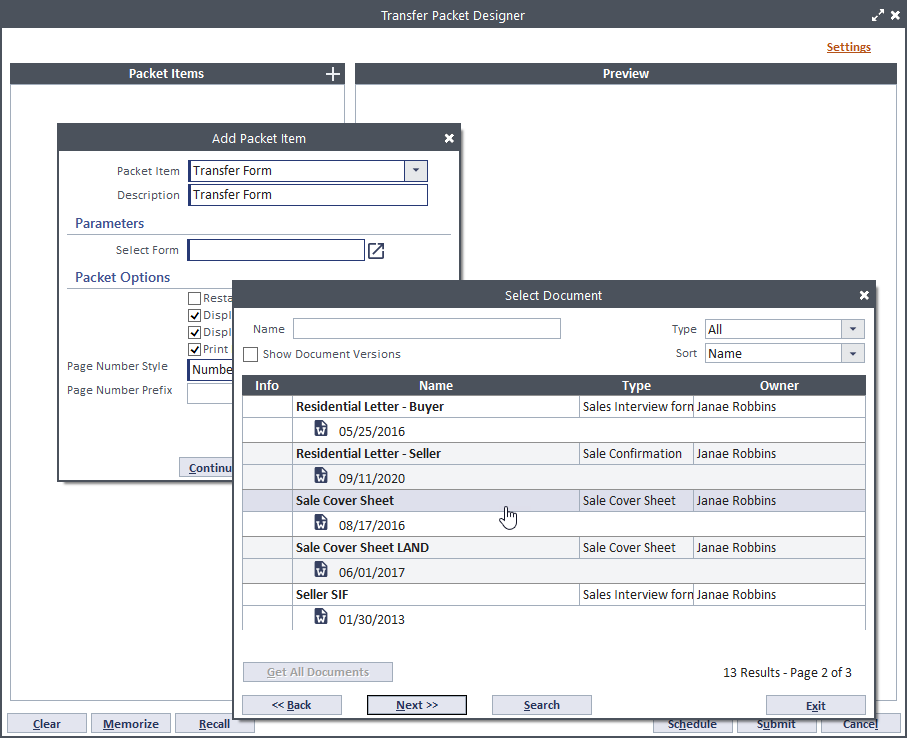 Transfer Packet Designer
Settings
Packet Items
Preview
Add Packet Item
Packet Item Transfer Form
Description Transfer Form
Parameters
Select Form
Packet Options
Resta
Displ
Displ
Print
Page Number Style Numbe
Page Number Prefix
Continu
Select Document
Name
Type All
Show Document Versions
Sort Name
Info Name Type Owner
Residential Letter - Buyer Sales Interview form Janae Robbins
05/25/2016
Residential Letter - Seller Sale Confirmation Janae Robbins
09/11/2020
Sale Cover Sheet Sale Cover Sheet Janae Robbins
08/17/2016
Sale Cover Sheet LAND Sale Cover Sheet Janae Robbins
06/01/2017
Seller SIF Sales Interview form Janae Robbins
01/30/2013
Get All Documents
13 Results - Page 2 of 3
<< Back Next >> Search Exit
Clear Memorize Recall Schedule Submit Cancel